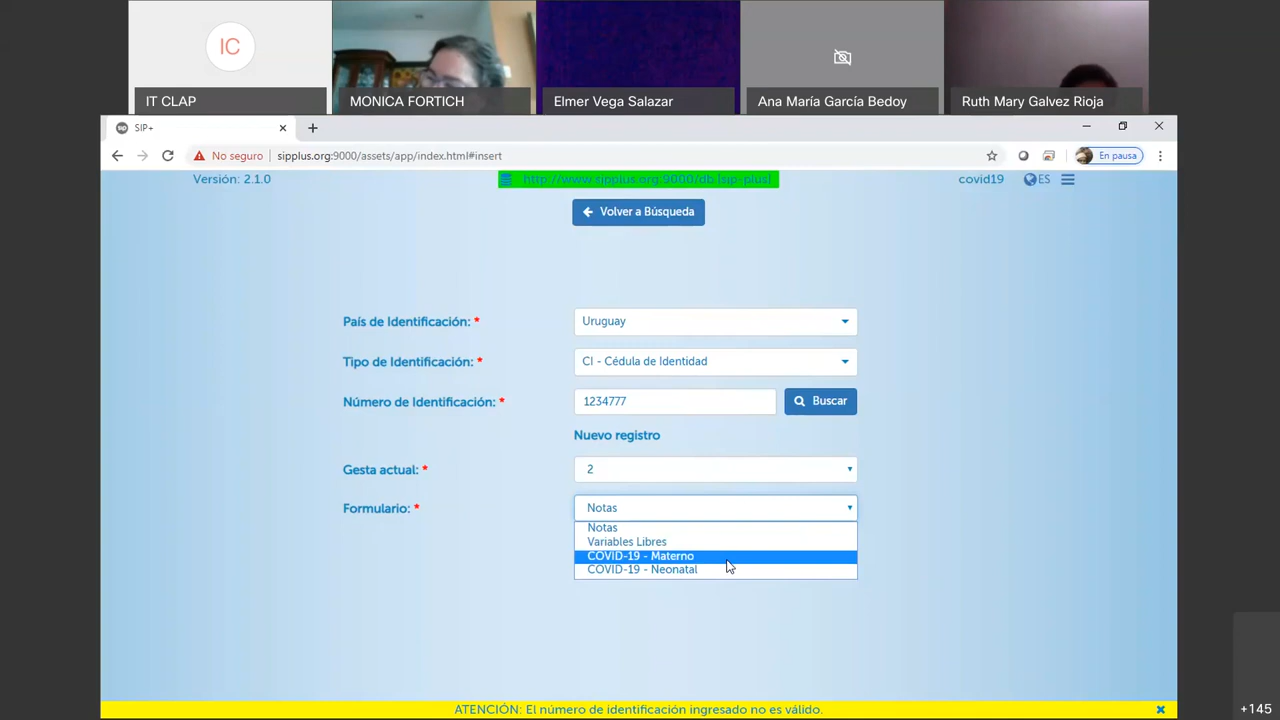 IC
IT CLAP
MONICA FORTICH
Elmer Vega Salazar
Ana María García Bedoy
Ruth Mary Galvez Rioja
sip
SIP+
No seguro
sipplus.org:9000/assets/app/index.html#insert
En pausa
Versión: 2.1.0
http://www.sipplus.org:9000/db/sip-plus/
covid19
ES
Volver a Búsqueda
País de Identificación: *
Uruguay
Tipo de Identificación: *
CI - Cédula de Identidad
Número de Identificación: *
1234777
Buscar
Nuevo registro
Gesta actual: *
2
Formulario: *
Notas
Notas
Variables Libres
COVID-19 - Materno
COVID-19 - Neonatal
ATENCIÓN: El número de identificación ingresado no es válido.
+145